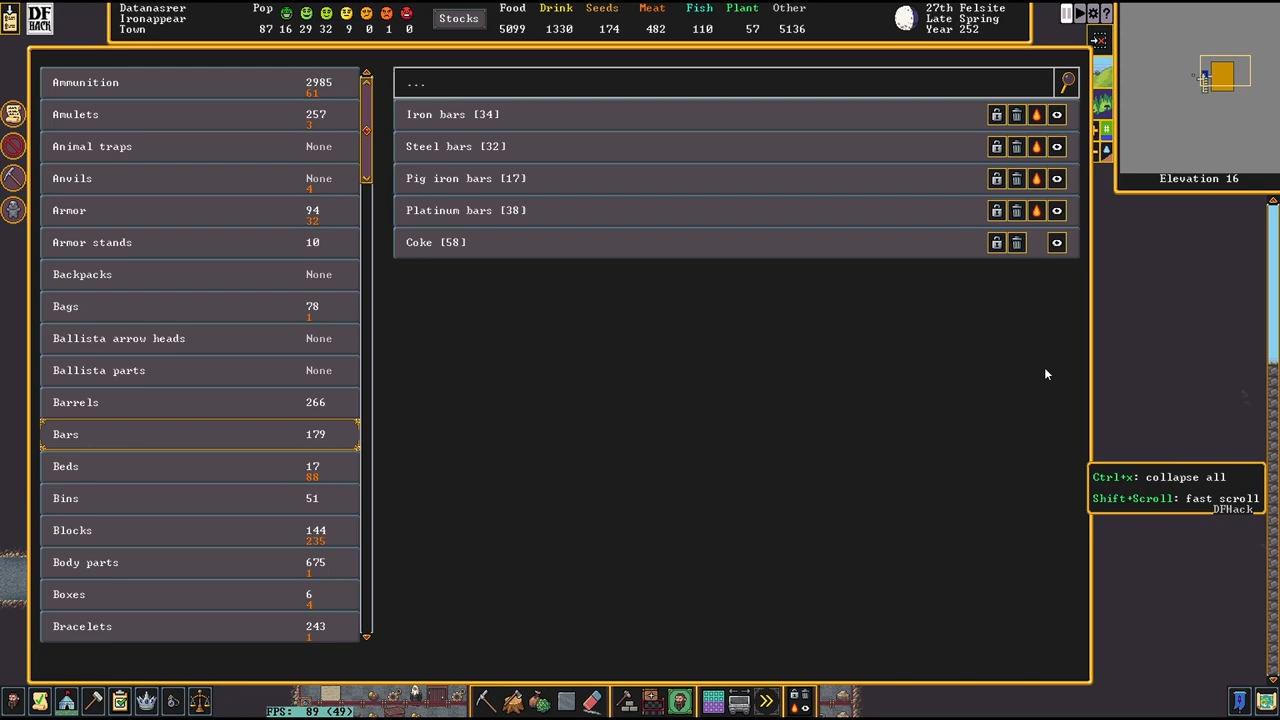 DF
HACK
Datanasrer
Ironappear
Town
Pop
87 16 29 32 9 0 1 0
Stocks
Food Drink Seeds Meat Fish Plant Other
5099 1330 174 482 110 57 5136
27th Felsite
Late Spring
Year 252
?
Elevation 16
Ammunition 2985
61
Amulets 257
3
Animal traps None
Anvils None
4
Armor 94
32
Armor stands 10
Backpacks None
Bags 78
1
Ballista arrow heads None
Ballista parts None
Barrels 266
Bars 179
Beds 17
88
Bins 51
Blocks 144
235
Body parts 675
1
Boxes 6
4
Bracelets 243
1
...
Iron bars [34]
Steel bars [32]
Pig iron bars [17]
Platinum bars [38]
Coke [58]
Ctrl+x: collapse all
Shift+Scroll: fast scroll
DFHack
FPS: 89 (49)